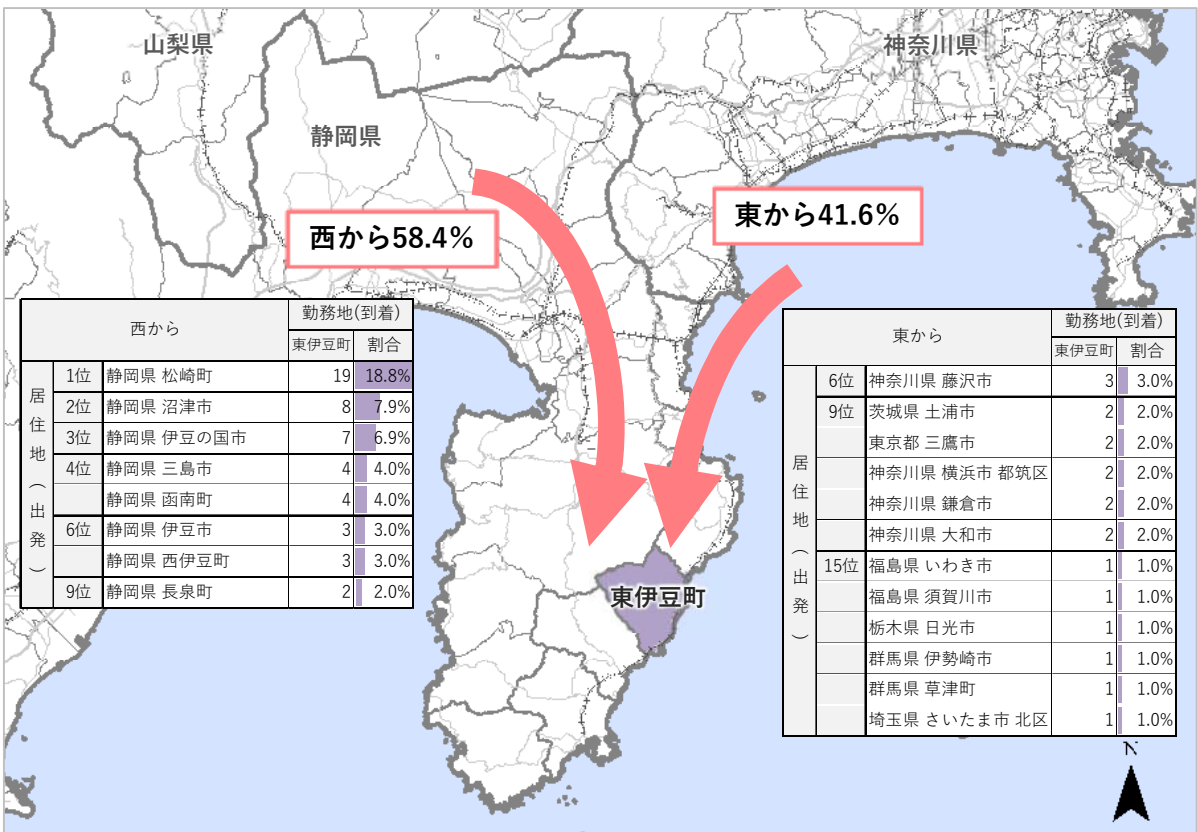 山梨県
神奈川県
静岡県
西から58.4%
東から41.6%
西から 勤務地(到着)
東伊豆町 割合
居住地(出発)
1位 静岡県 松崎町 19 18.8%
2位 静岡県 沼津市 8 7.9%
3位 静岡県 伊豆の国市 7 6.9%
4位 静岡県 三島市 4 4.0%
静岡県 函南町 4 4.0%
6位 静岡県 伊豆市 3 3.0%
静岡県 西伊豆町 3 3.0%
9位 静岡県 長泉町 2 2.0%
東から 勤務地(到着)
東伊豆町 割合
居住地(出発)
6位 神奈川県 藤沢市 3 3.0%
9位 茨城県 土浦市 2 2.0%
東京都 三鷹市 2 2.0%
神奈川県 横浜市 都筑区 2 2.0%
神奈川県 鎌倉市 2 2.0%
神奈川県 大和市 2 2.0%
15位 福島県 いわき市 1 1.0%
福島県 須賀川市 1 1.0%
栃木県 日光市 1 1.0%
群馬県 伊勢崎市 1 1.0%
群馬県 草津町 1 1.0%
埼玉県 さいたま市 北区 1 1.0%
東伊豆町
N